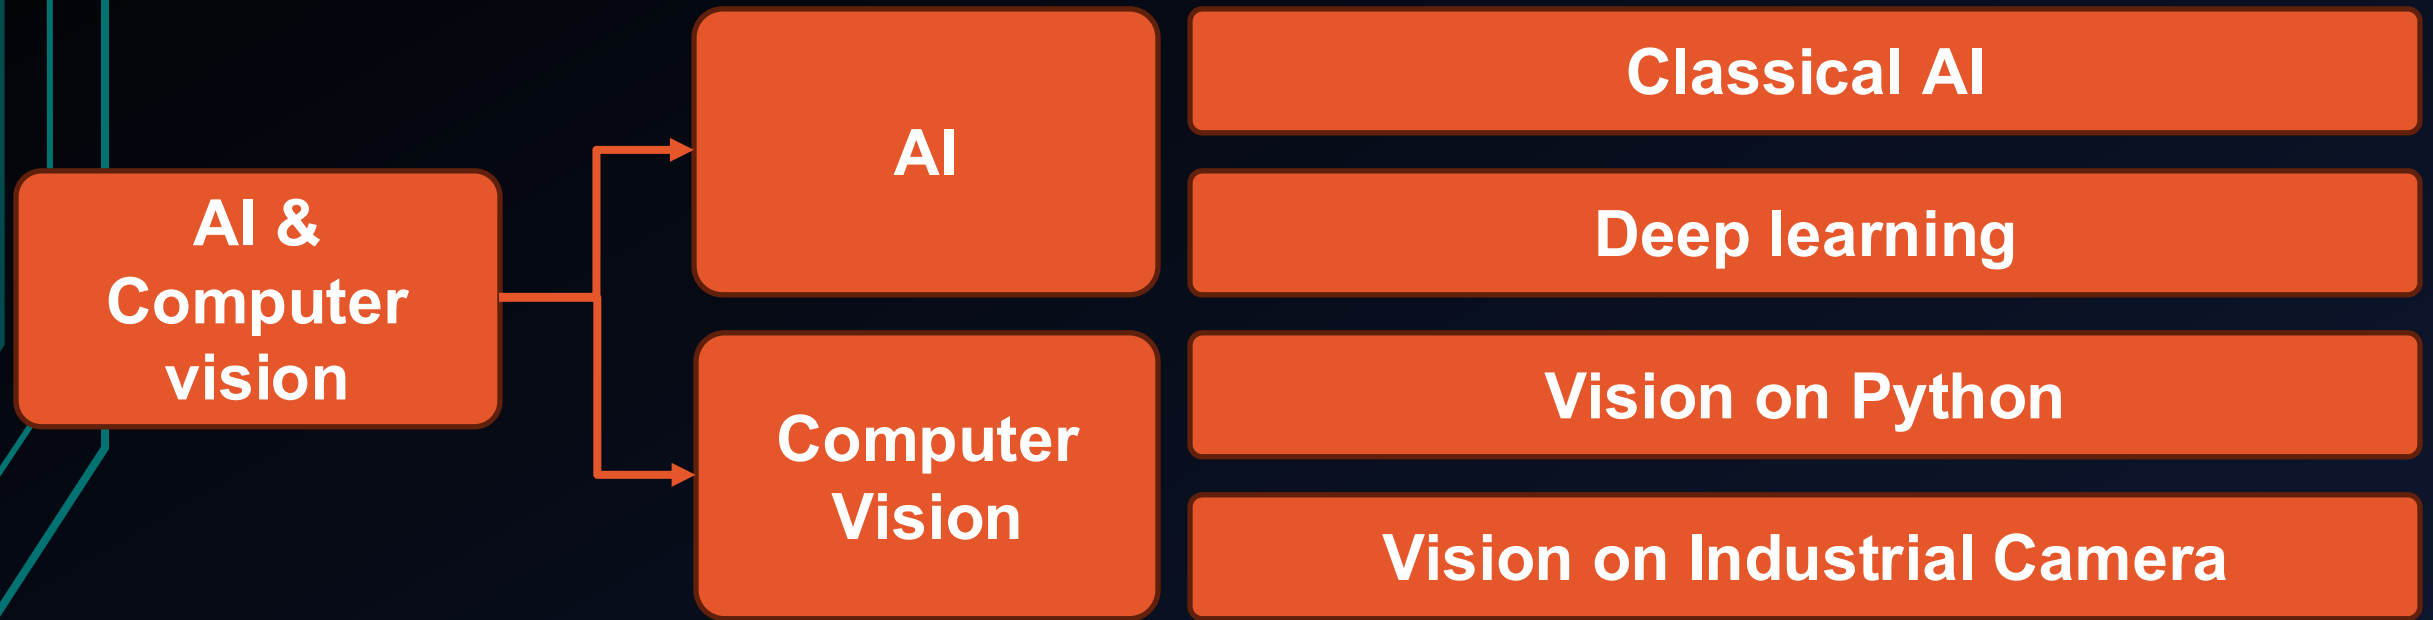 AI &
Computer
vision
AI
Computer
Vision
Classical AI
Deep learning
Vision on Python
Vision on Industrial Camera